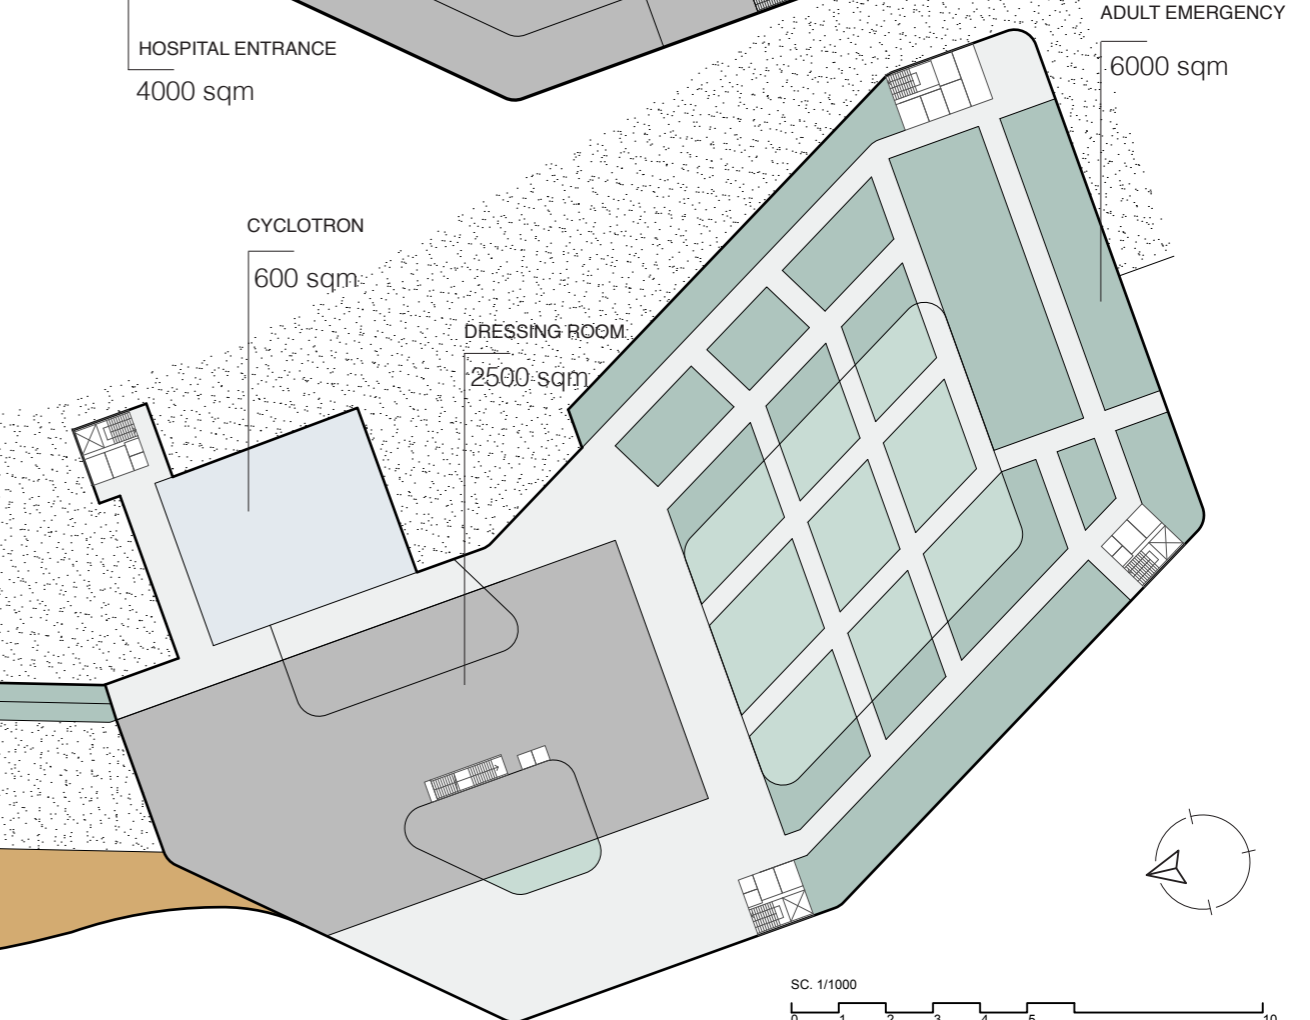 ADULT EMERGENCY
6000 sqm
HOSPITAL ENTRANCE
4000 sqm
CYCLOTRON
600 sqm
DRESSING ROOM
2500 sqm
SC. 1/1000
0 1 2 3 4 5 10